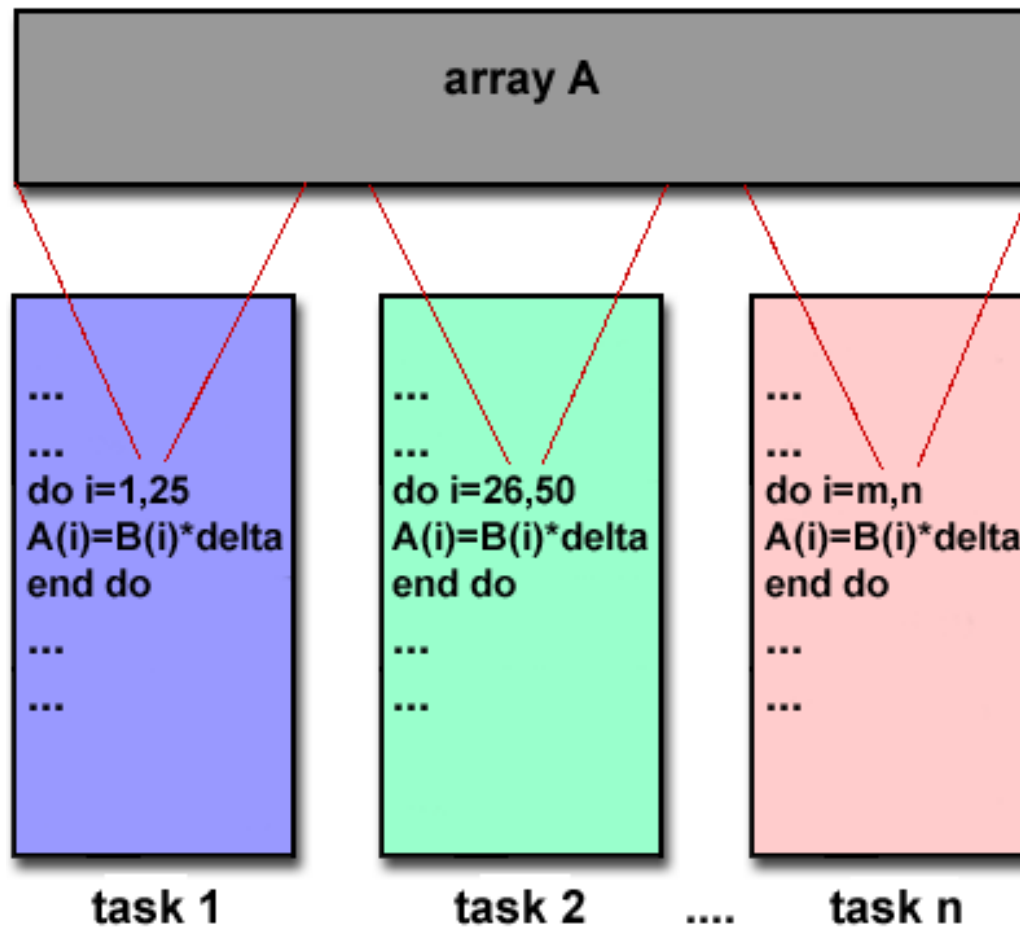 array A
...
...
do i=1,25
A(i)=B(i)*delta
end do
...
...
task 1
...
...
do i=26,50
A(i)=B(i)*delta
end do
...
...
task 2
....
...
...
do i=m,n
A(i)=B(i)*delta
end do
...
...
task n